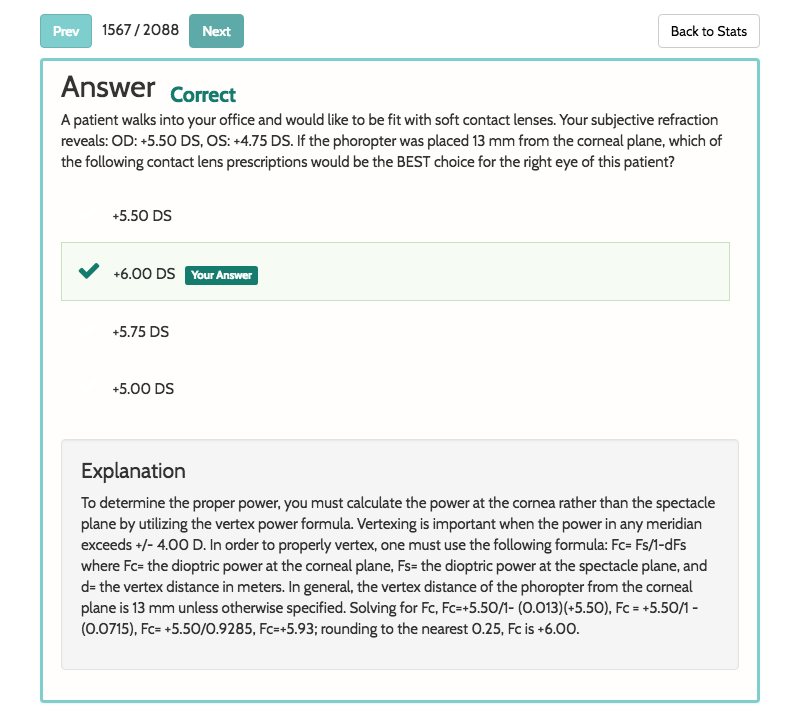 Prev 1567 / 2088 Next Back to Stats
Answer Correct
A patient walks into your office and would like to be fit with soft contact lenses. Your subjective refraction
reveals: OD: +5.50 DS, OS: +4.75 DS. If the phoropter was placed 13 mm from the corneal plane, which of
the following contact lens prescriptions would be the BEST choice for the right eye of this patient?
+5.50 DS
+6.00 DS Your Answer
+5.75 DS
+5.00 DS
Explanation
To determine the proper power, you must calculate the power at the cornea rather than the spectacle
plane by utilizing the vertex power formula. Vertexing is important when the power in any meridian
exceeds +/- 4.00 D. In order to properly vertex, one must use the following formula: Fc= Fs/1-dFs
where Fc= the dioptric power at the corneal plane, Fs= the dioptric power at the spectacle plane, and
d= the vertex distance in meters. In general, the vertex distance of the phoropter from the corneal
plane is 13 mm unless otherwise specified. Solving for Fc, Fc=+5.50/1- (0.013)(+5.50), Fc = +5.50/1 -
(0.0715), Fc= +5.50/0.9285, Fc=+5.93; rounding to the nearest 0.25, Fc is +6.00.